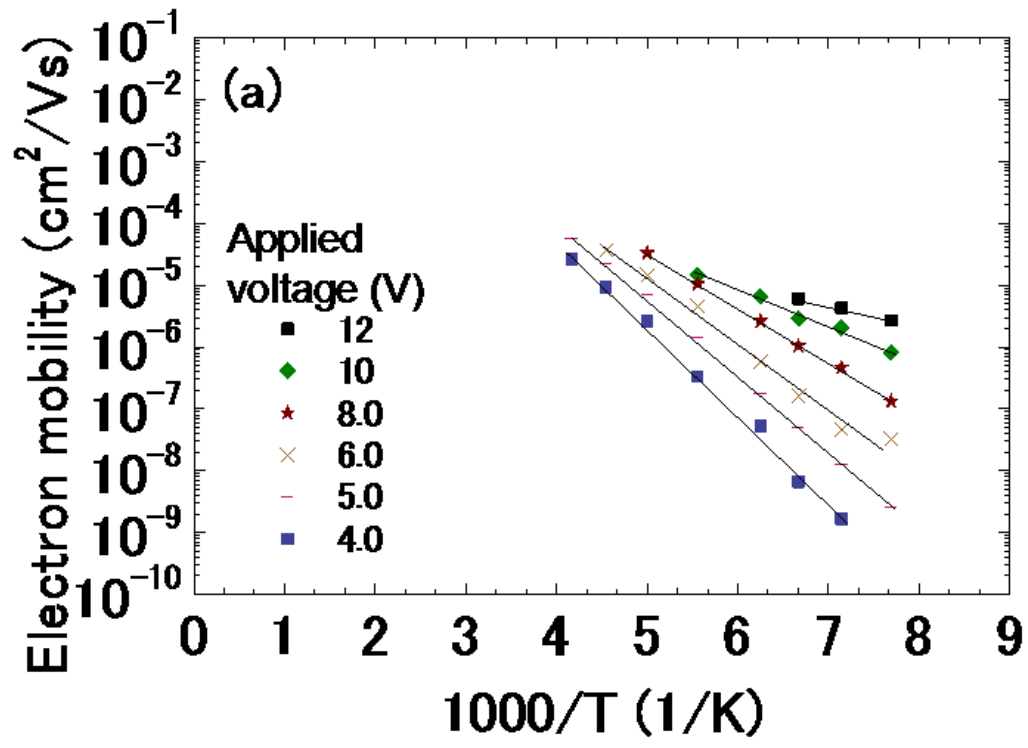 (a)
Electron mobility (cm²/Vs)
10⁻¹
10⁻²
10⁻³
10⁻⁴
10⁻⁵
10⁻⁶
10⁻⁷
10⁻⁸
10⁻⁹
10⁻¹⁰
Applied
voltage (V)
12
10
8.0
6.0
5.0
4.0
0 1 2 3 4 5 6 7 8 9
1000/T (1/K)